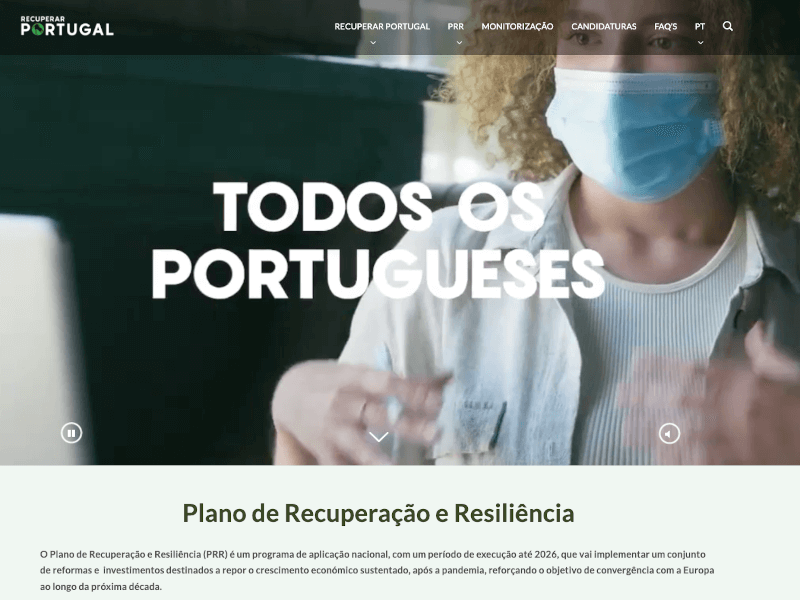 RECUPERAR
PORTUGAL
RECUPERAR PORTUGAL PRR MONITORIZAÇÃO CANDIDATURAS FAQ'S PT
TODOS OS
PORTUGUESES
Plano de Recuperação e Resiliência
O Plano de Recuperação e Resiliência (PRR) é um programa de aplicação nacional, com um período de execução até 2026, que vai implementar um conjunto
de reformas e investimentos destinados a repor o crescimento económico sustentado, após a pandemia, reforçando o objetivo de convergência com a Europa
ao longo da próxima década.